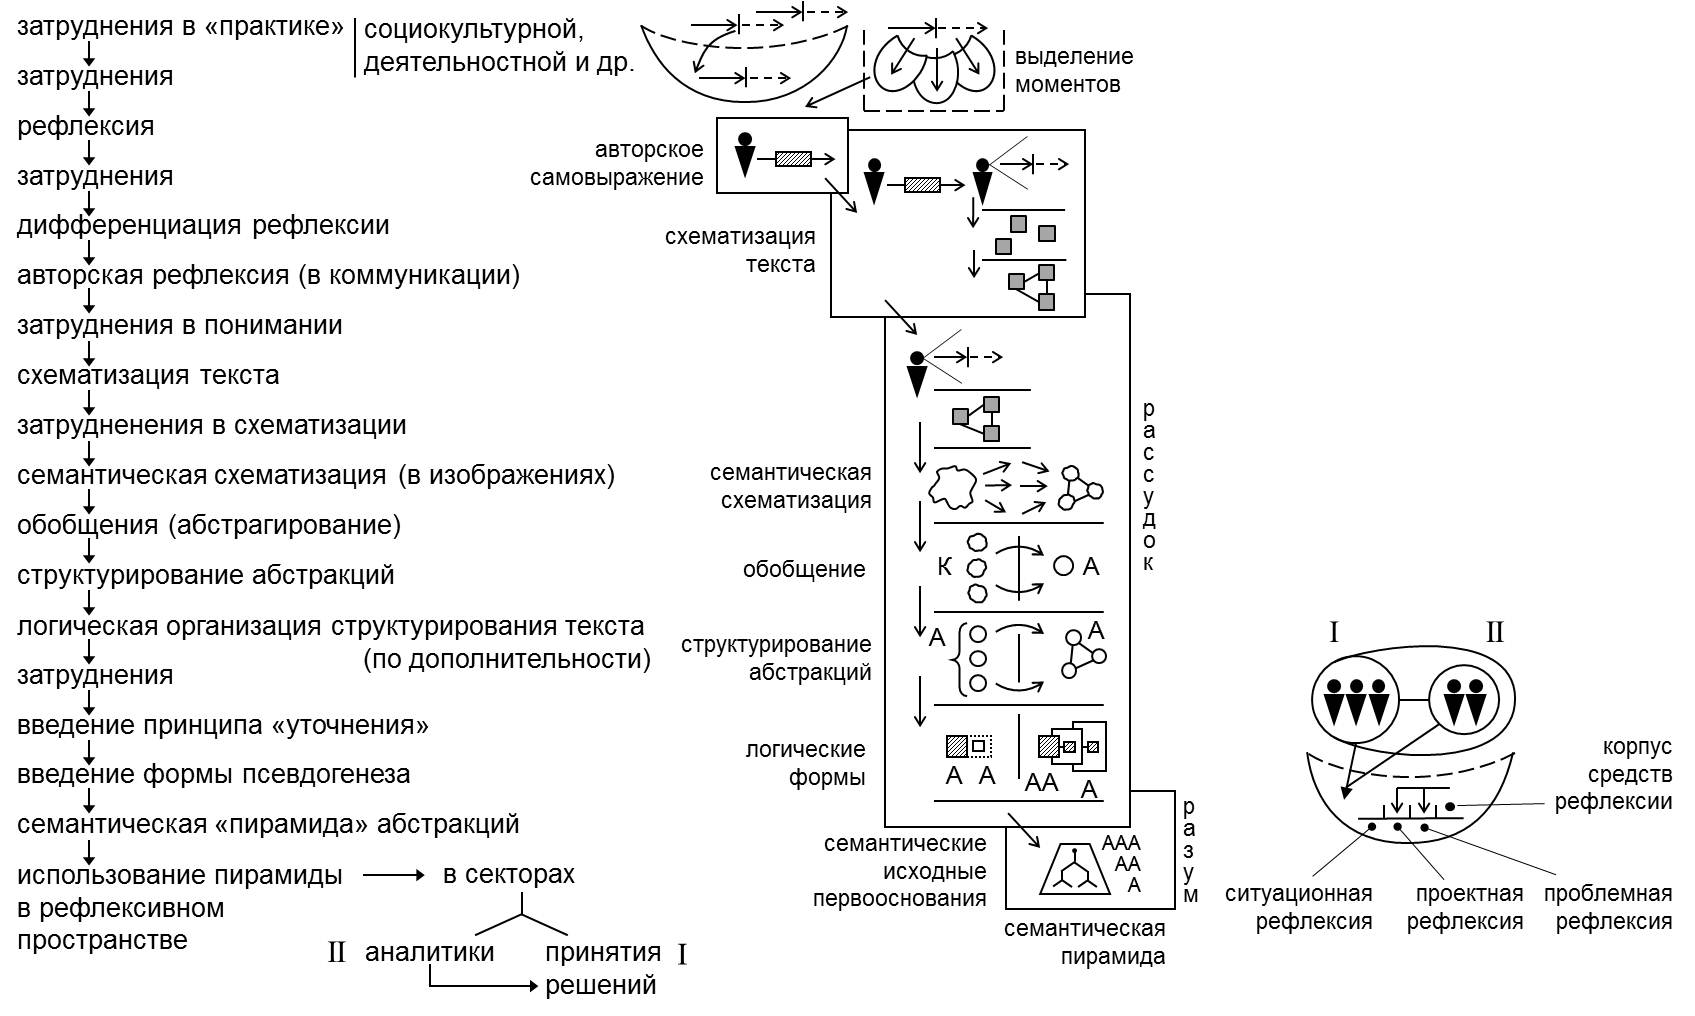 затруднения в «практике»
социокультурной,
деятельностной и др.
затруднения
рефлексия
затруднения
дифференциация рефлексии
авторская рефлексия (в коммуникации)
затруднения в понимании
схематизация текста
затрудненения в схематизации
семантическая схематизация (в изображениях)
обобщения (абстрагирование)
структурирование абстракций
логическая организация структурирования текста
(по дополнительности)
затруднения
введение принципа «уточнения»
введение формы псевдогенеза
семантическая «пирамида» абстракций
использование пирамиды
в рефлексивном
пространстве
в секторах
II аналитики
принятия I
решений
выделение
моментов
авторское
самовыражение
схематизация
текста
семантическая
схематизация
обобщение
К
А
структурирование
абстракций
А
А
логические
формы
А А
АА
А
рассудок
семантические
исходные
первооснования
ААА
АА
А
разум
семантическая
пирамида
I II
корпус
средств
рефлексии
ситуационная
рефлексия
проектная
рефлексия
проблемная
рефлексия